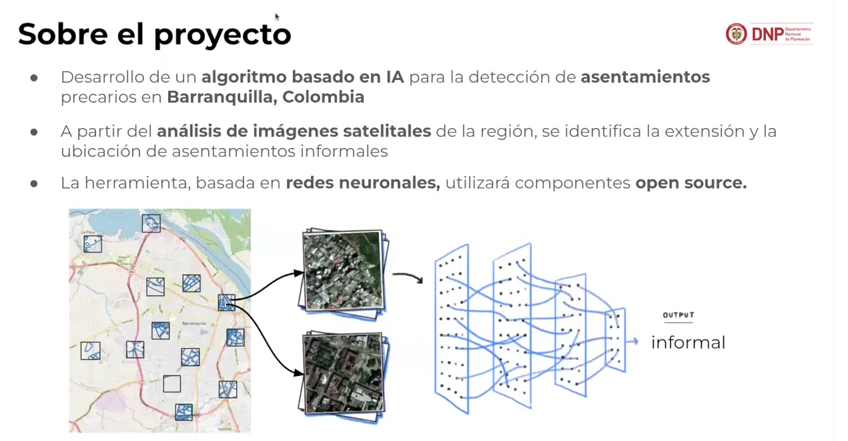 Sobre el proyecto
DNP Departamento
Nacional
de Planeación
● Desarrollo de un algoritmo basado en IA para la detección de asentamientos
precarios en Barranquilla, Colombia
● A partir del análisis de imágenes satelitales de la región, se identifica la extensión y la
ubicación de asentamientos informales
● La herramienta, basada en redes neuronales, utilizará componentes open source.
Barranquilla
OUTPUT
informal